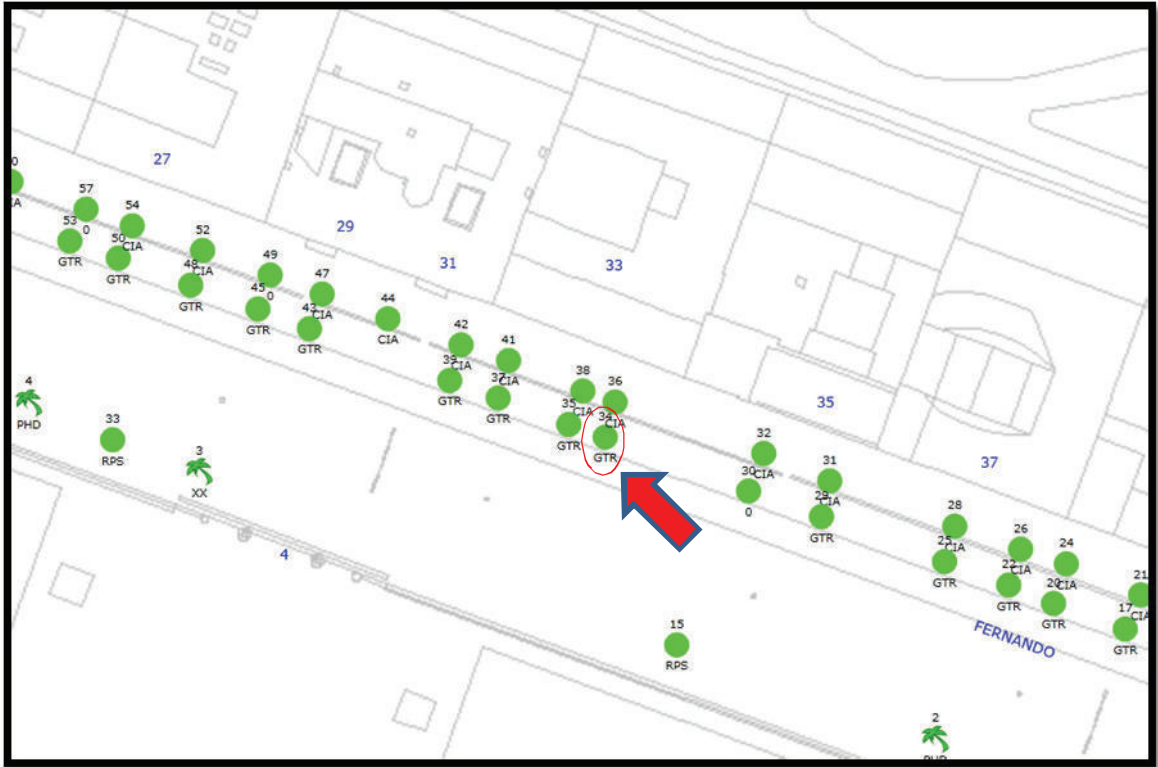 27
29
31
33
35
37
4
FERNANDO
0
IA
57
0
54
CIA
53
GTR
50
GTR
52
CIA
48
GTR
49
0
45
GTR
47
CIA
43
GTR
44
CIA
42
CIA
39
GTR
41
CIA
37
GTR
38
CIA
35
GTR
36
CIA
34
GTR
32
CIA
30
0
31
CIA
29
GTR
28
CIA
25
GTR
26
CIA
22
GTR
24
CIA
20
GTR
21
CIA
17
GTR
4
PHD
33
RPS
3
XX
15
RPS
2